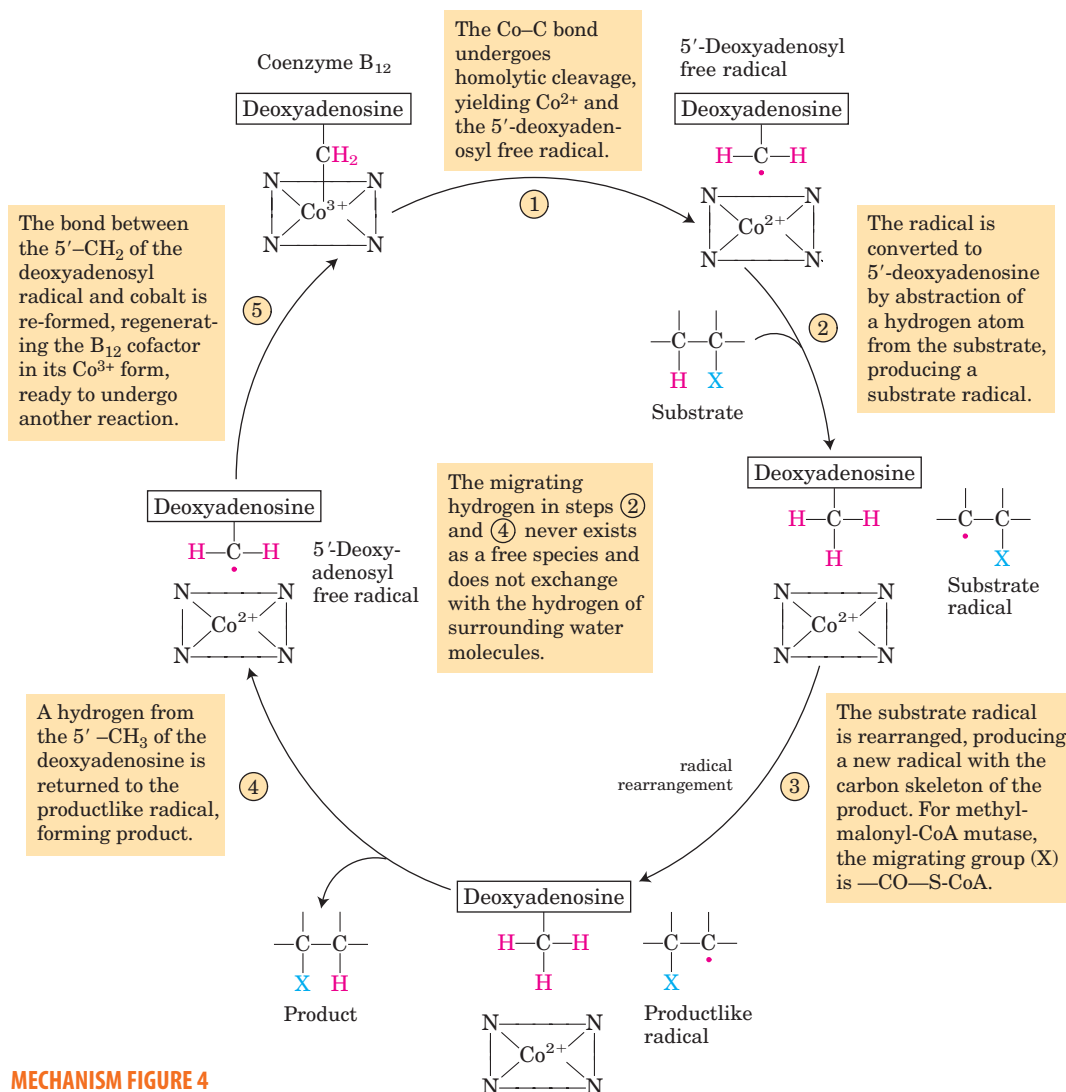 Coenzyme B12
Deoxyadenosine
CH2
N
N
Co3+
N
N
The Co–C bond
undergoes
homolytic cleavage,
yielding Co2+ and
the 5′-deoxyaden-
osyl free radical.
1
5′-Deoxyadenosyl
free radical
Deoxyadenosine
H—C—H
N
N
Co2+
N
N
The radical is
converted to
5′-deoxyadenosine
by abstraction of
a hydrogen atom
from the substrate,
producing a
substrate radical.
2
C—C
H X
Substrate
Deoxyadenosine
H—C—H
H
N
N
Co2+
N
N
C—C
X
Substrate
radical
The substrate radical
is rearranged, producing
a new radical with the
carbon skeleton of the
product. For methyl-
malonyl-CoA mutase,
the migrating group (X)
is —CO—S-CoA.
3
radical
rearrangement
Deoxyadenosine
H—C—H
H
N
N
Co2+
N
N
C—C
X
Productlike
radical
C—C
X H
Product
A hydrogen from
the 5′ –CH3 of the
deoxyadenosine is
returned to the
productlike radical,
forming product.
4
Deoxyadenosine
H—C—H
5′-Deoxy-
adenosyl
free radical
N
N
Co2+
N
N
The bond between
the 5′–CH2 of the
deoxyadenosyl
radical and cobalt is
re-formed, regenerat-
ing the B12 cofactor
in its Co3+ form,
ready to undergo
another reaction.
5
The migrating
hydrogen in steps 2
and 4 never exists
as a free species and
does not exchange
with the hydrogen of
surrounding water
molecules.
MECHANISM FIGURE 4